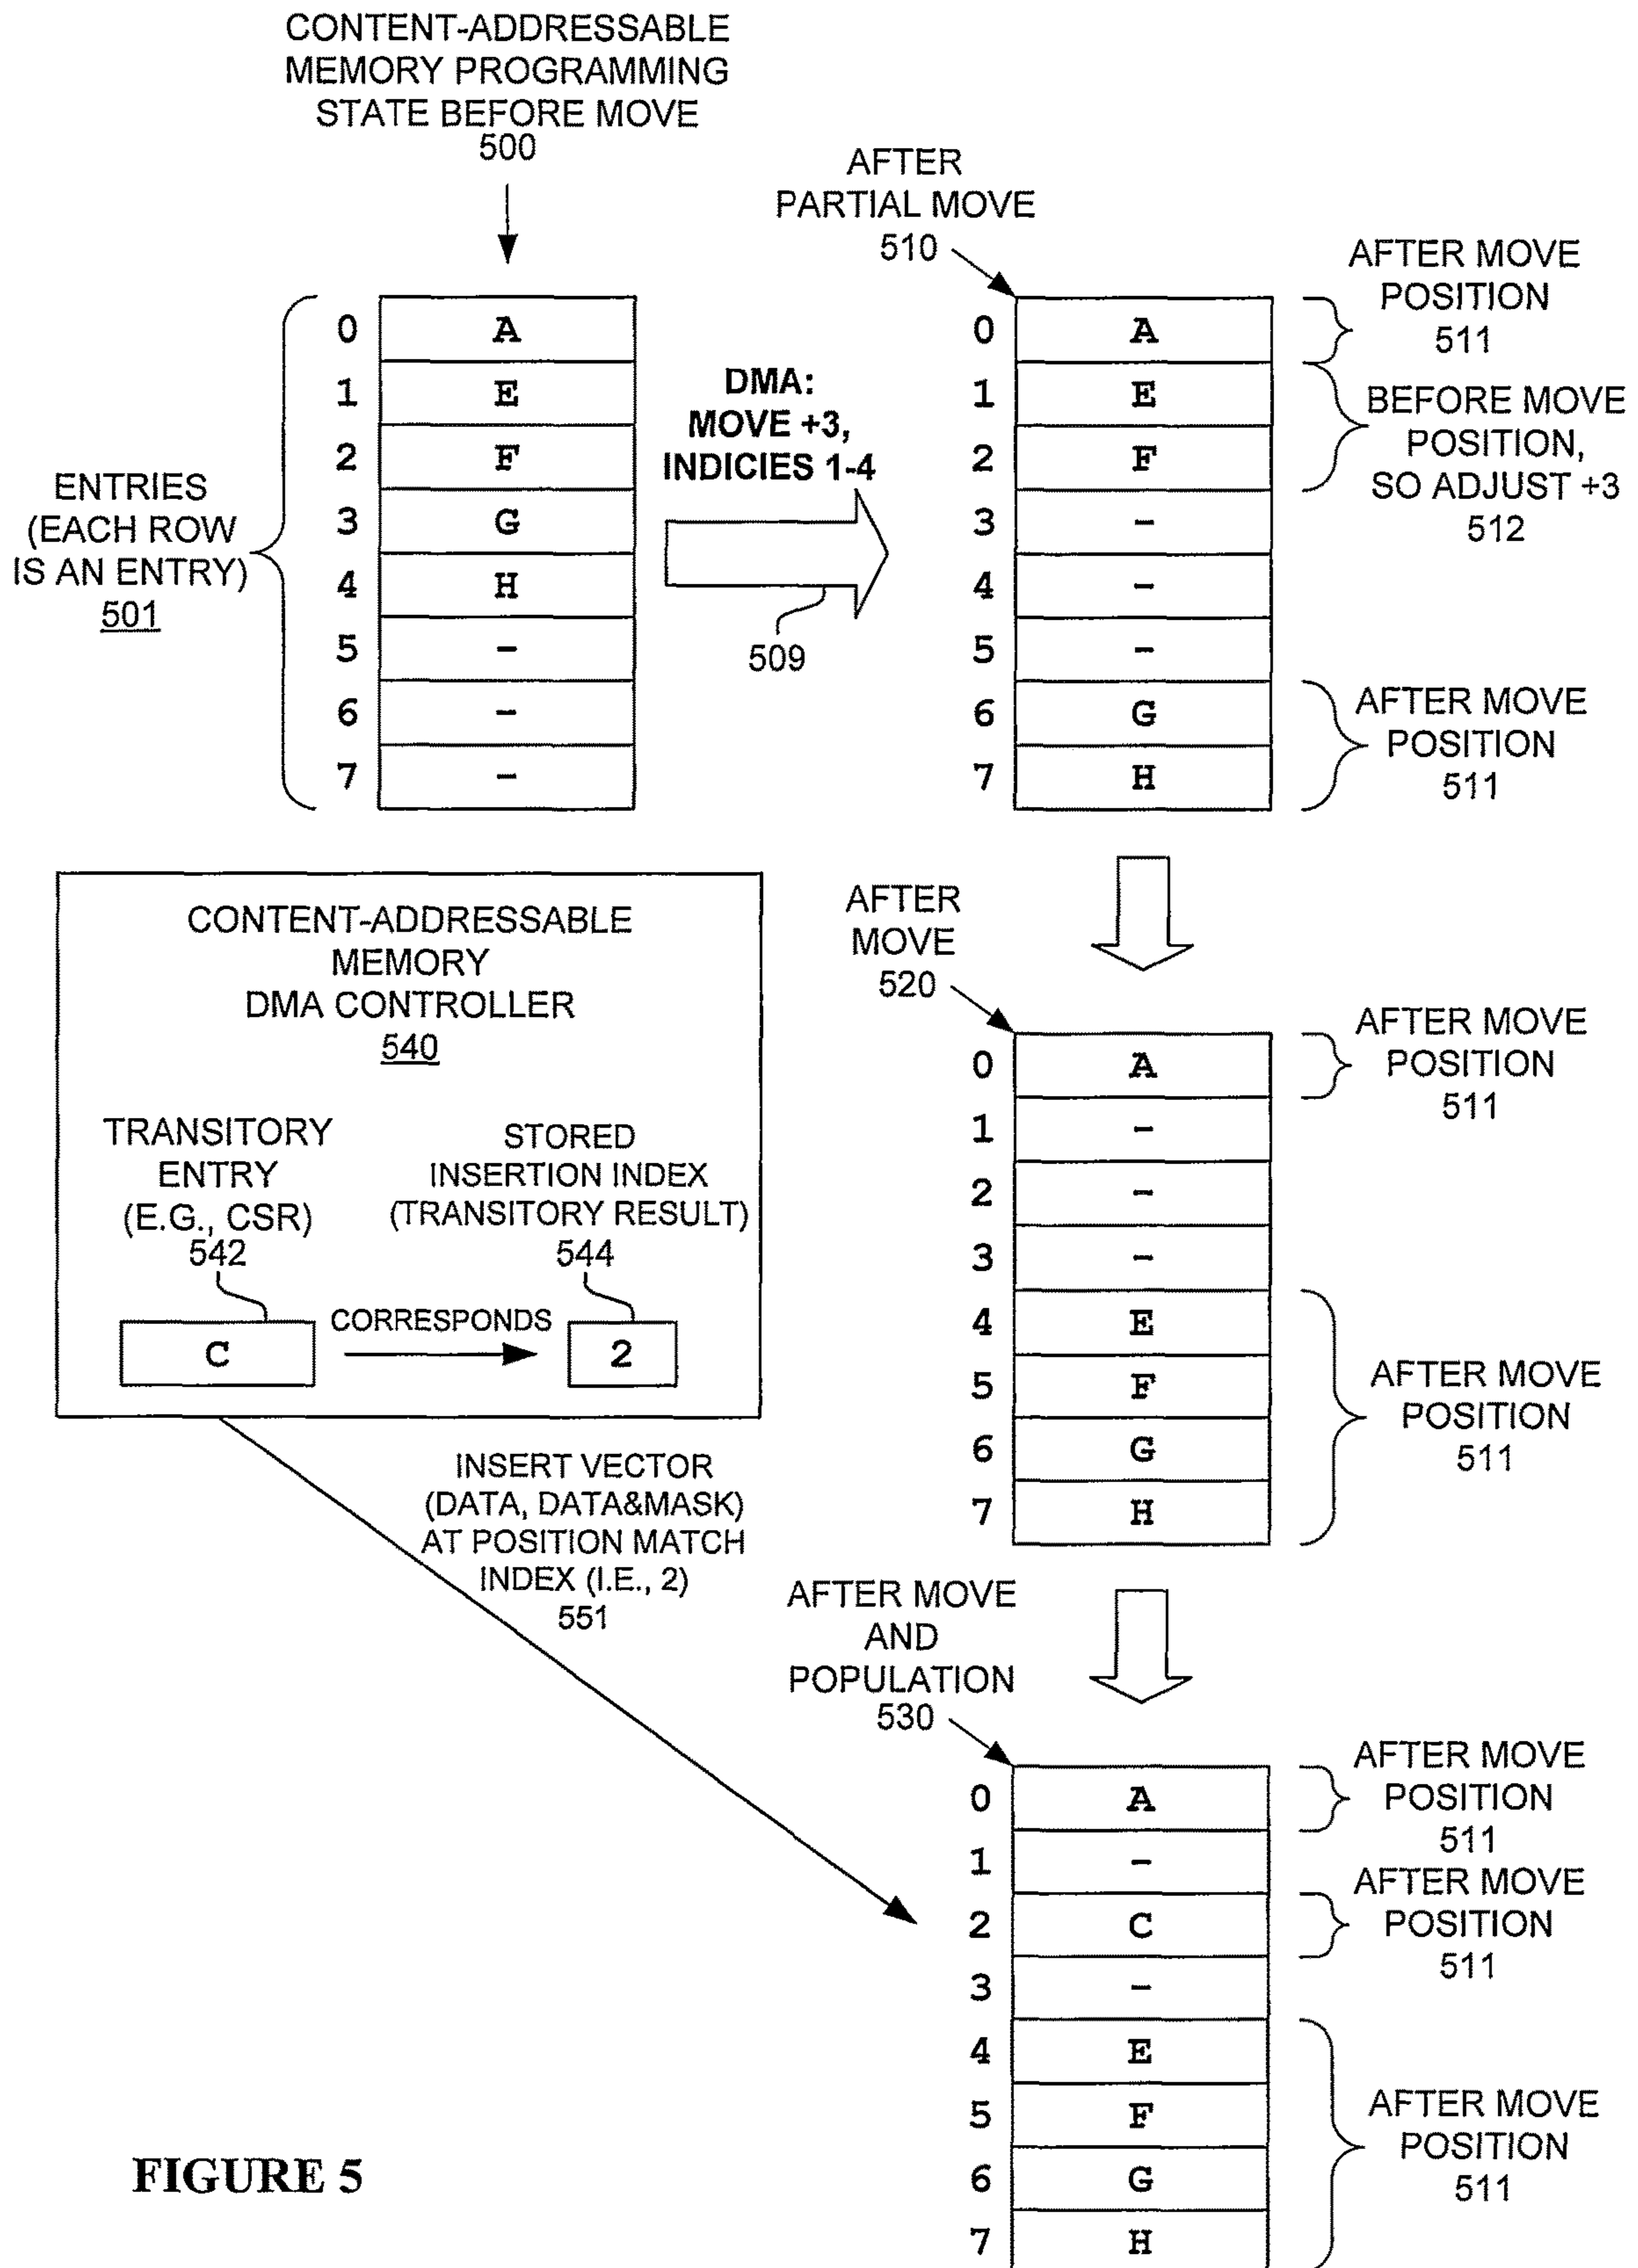 CONTENT-ADDRESSABLE
MEMORY PROGRAMMING
STATE BEFORE MOVE
500
ENTRIES
(EACH ROW
IS AN ENTRY)
501
0 A
1 E
2 F
3 G
4 H
5 -
6 -
7 -
DMA:
MOVE +3,
INDICIES 1-4
509
AFTER
PARTIAL MOVE
510
0 A
1 E
2 F
3 -
4 -
5 -
6 G
7 H
AFTER MOVE
POSITION
511
BEFORE MOVE
POSITION,
SO ADJUST +3
512
AFTER MOVE
POSITION
511
CONTENT-ADDRESSABLE
MEMORY
DMA CONTROLLER
540
TRANSITORY
ENTRY
(E.G., CSR)
542
STORED
INSERTION INDEX
(TRANSITORY RESULT)
544
C
CORRESPONDS
2
INSERT VECTOR
(DATA, DATA&MASK)
AT POSITION MATCH
INDEX (I.E., 2)
551
AFTER
MOVE
520
0 A
1 -
2 -
3 -
4 E
5 F
6 G
7 H
AFTER MOVE
POSITION
511
AFTER MOVE
POSITION
511
AFTER MOVE
AND
POPULATION
530
0 A
1 -
2 C
3 -
4 E
5 F
6 G
7 H
AFTER MOVE
POSITION
511
AFTER MOVE
POSITION
511
AFTER MOVE
POSITION
511
FIGURE 5